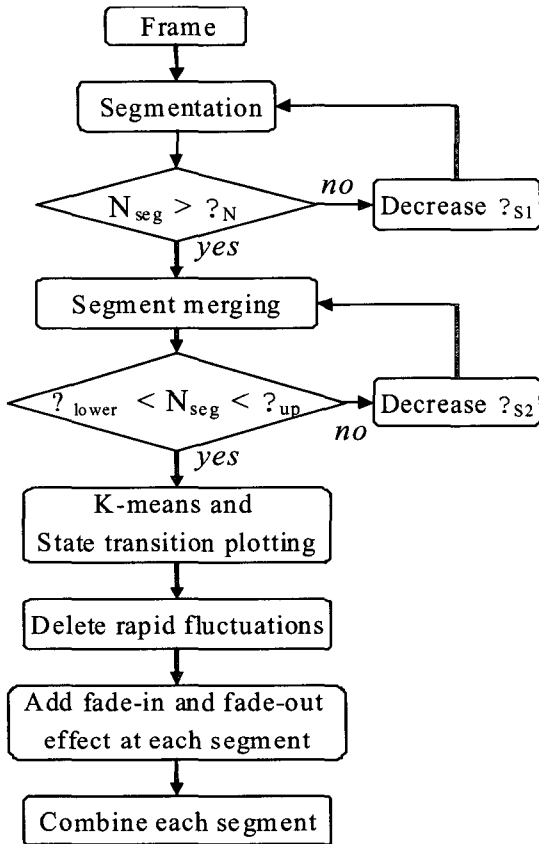 Frame
Segmentation
N_seg > ?_N
no
Decrease ?_S1
yes
Segment merging
?_lower < N_seg < ?_up
no
Decrease ?_S2
yes
K-means and
State transition plotting
Delete rapid fluctuations
Add fade-in and fade-out
effect at each segment
Combine each segment